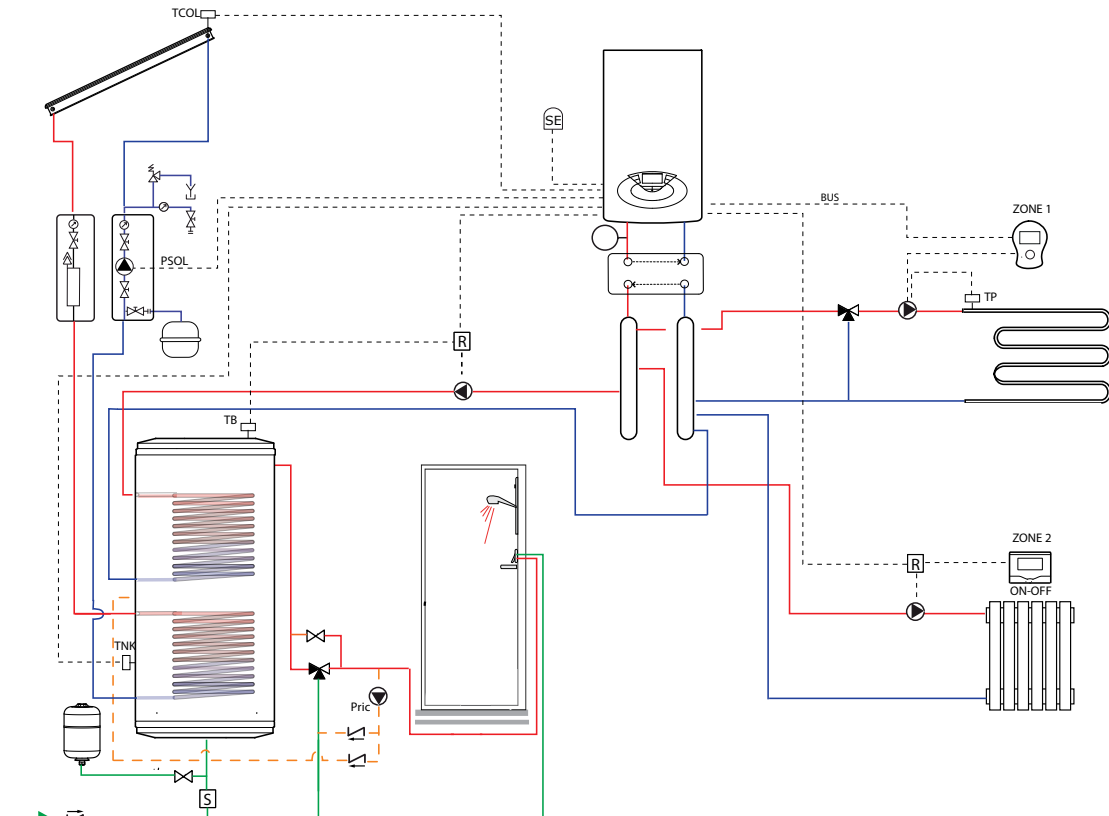 TCOL
SE
BUS
ZONE 1
PSOL
TP
R
TB
ZONE 2
R
ON-OFF
TNK
Pric
S